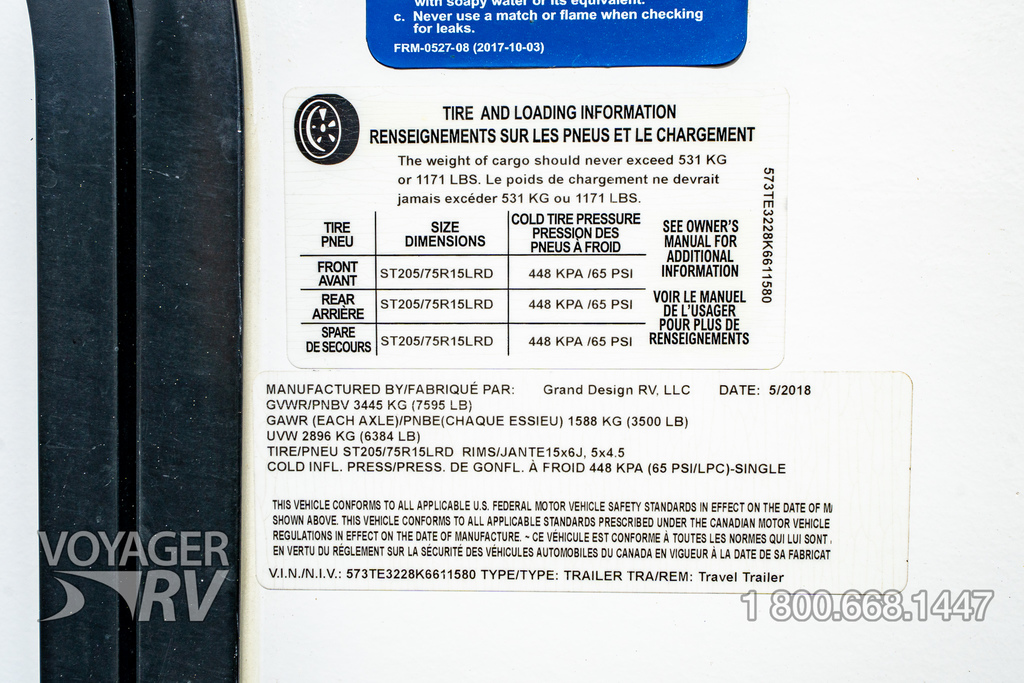 with soapy water or its equivalent.
c. Never use a match or flame when checking
for leaks.
FRM-0527-08 (2017-10-03)
TIRE AND LOADING INFORMATION
RENSEIGNEMENTS SUR LES PNEUS ET LE CHARGEMENT
The weight of cargo should never exceed 531 KG
or 1171 LBS. Le poids de chargement ne devrait
jamais excéder 531 KG ou 1171 LBS.
TIRE
PNEU
SIZE
DIMENSIONS
COLD TIRE PRESSURE
PRESSION DES
PNEUS À FROID
FRONT
AVANT
ST205/75R15LRD
448 KPA /65 PSI
REAR
ARRIÈRE
ST205/75R15LRD
448 KPA /65 PSI
SPARE
DE SECOURS
ST205/75R15LRD
448 KPA /65 PSI
SEE OWNER'S
MANUAL FOR
ADDITIONAL
INFORMATION
VOIR LE MANUEL
DE L'USAGER
POUR PLUS DE
RENSEIGNEMENTS
573TE3228K6611580
MANUFACTURED BY/FABRIQUÉ PAR: Grand Design RV, LLC DATE: 5/2018
GVWR/PNBV 3445 KG (7595 LB)
GAWR (EACH AXLE)/PNBE(CHAQUE ESSIEU) 1588 KG (3500 LB)
UVW 2896 KG (6384 LB)
TIRE/PNEU ST205/75R15LRD RIMS/JANTE15x6J, 5x4.5
COLD INFL. PRESS/PRESS. DE GONFL. À FROID 448 KPA (65 PSI/LPC)-SINGLE
THIS VEHICLE CONFORMS TO ALL APPLICABLE U.S. FEDERAL MOTOR VEHICLE SAFETY STANDARDS IN EFFECT ON THE DATE OF M
SHOWN ABOVE. THIS VEHICLE CONFORMS TO ALL APPLICABLE STANDARDS PRESCRIBED UNDER THE CANADIAN MOTOR VEHICLE
REGULATIONS IN EFFECT ON THE DATE OF MANUFACTURE. ~ CE VÉHICULE EST CONFORME À TOUTES LES NORMES QUI LUI SONT
EN VERTU DU RÉGLEMENT SUR LA SÉCURITÉ DES VÉHICULES AUTOMOBILES DU CANADA EN VIGUEUR À LA DATE DE SA FABRICAT
V.I.N./N.I.V.: 573TE3228K6611580 TYPE/TYPE: TRAILER TRA/REM: Travel Trailer
VOYAGER
RV
1 800.668.1447